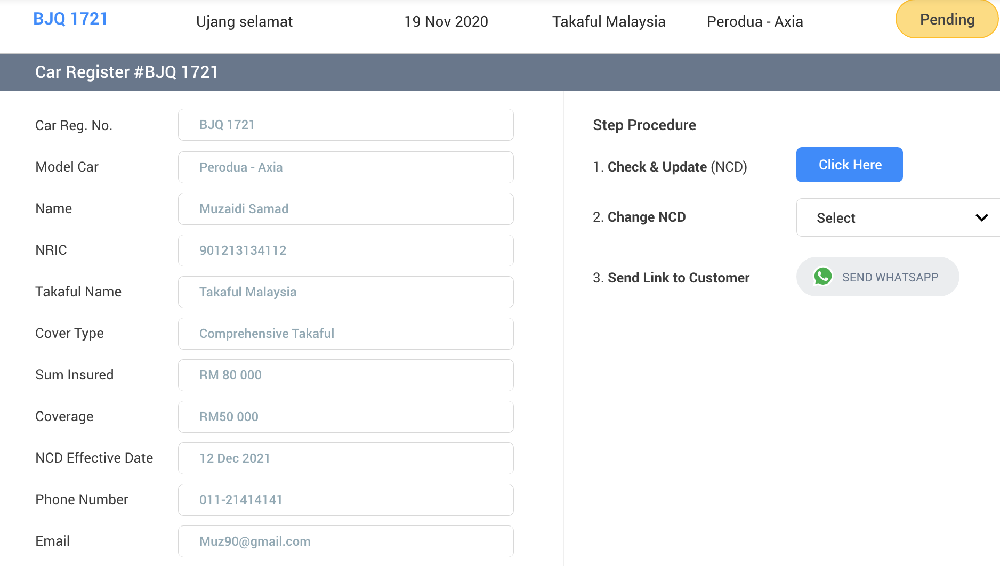 BJQ 1721 Ujang selamat 19 Nov 2020 Takaful Malaysia Perodua - Axia Pending
Car Register #BJQ 1721
Car Reg. No. BJQ 1721
Model Car Perodua - Axia
Name Muzaidi Samad
NRIC 901213134112
Takaful Name Takaful Malaysia
Cover Type Comprehensive Takaful
Sum Insured RM 80 000
Coverage RM50 000
NCD Effective Date 12 Dec 2021
Phone Number 011-21414141
Email Muz90@gmail.com
Step Procedure
1. Check & Update (NCD) Click Here
2. Change NCD Select
3. Send Link to Customer SEND WHATSAPP